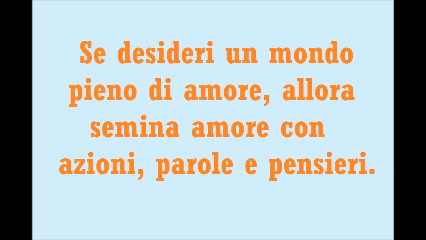 Se desideri un mondo
pieno di amore, allora
semina amore con
azioni, parole e pensieri.